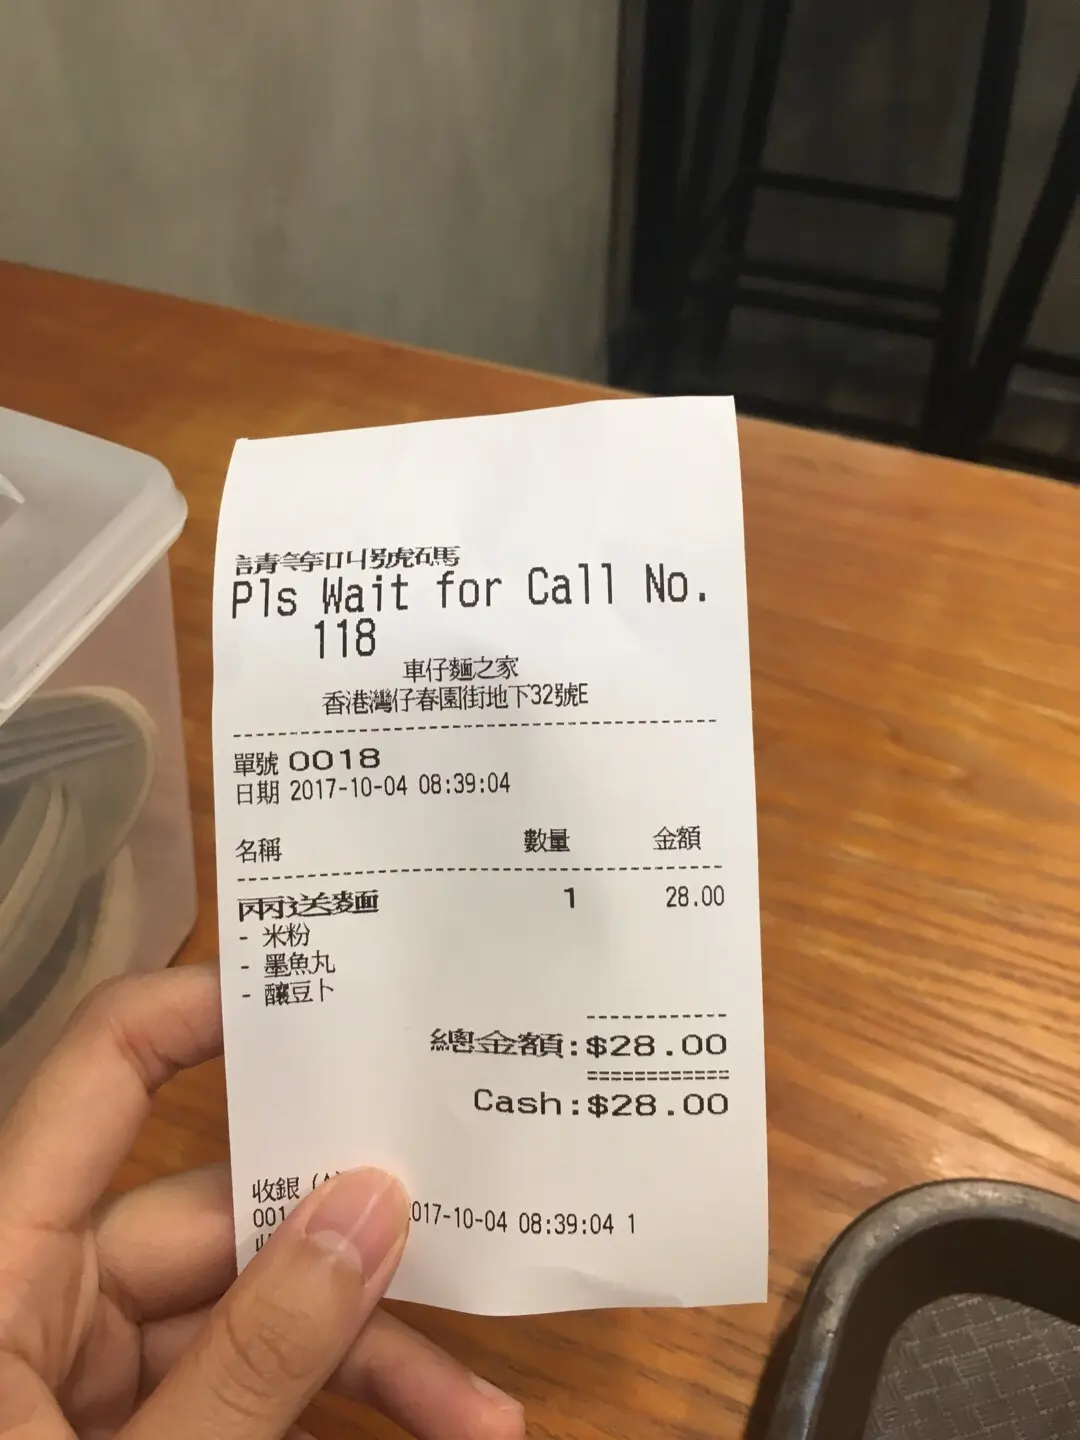 請等叫號碼
Pls Wait for Call No.
118
車仔麵之家
香港灣仔春園街地下32號E
單號 0018
日期 2017-10-04 08:39:04
名稱 數量 金額
兩送麵 1 28.00
- 米粉
- 墨魚丸
- 釀豆卜
總金額:$28.00
Cash:$28.00
收銀
001 2017-10-04 08:39:04 1